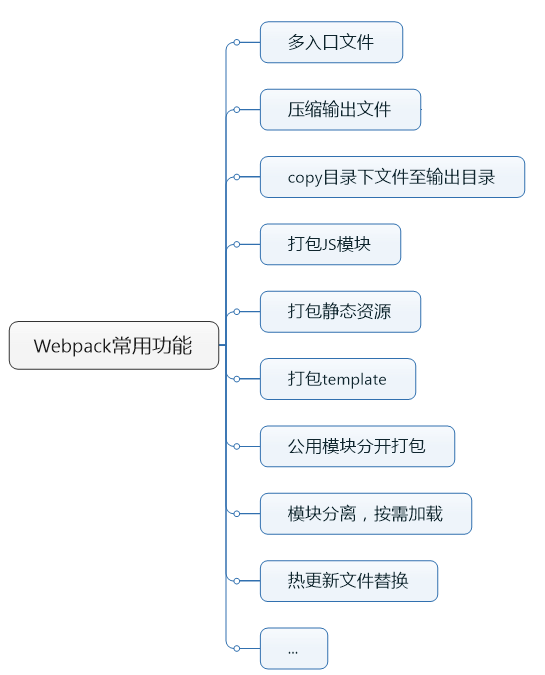 多入口文件
压缩输出文件
copy目录下文件至输出目录
打包JS模块
打包静态资源
Webpack常用功能
打包template
公用模块分开打包
模块分离，按需加载
热更新文件替换
...